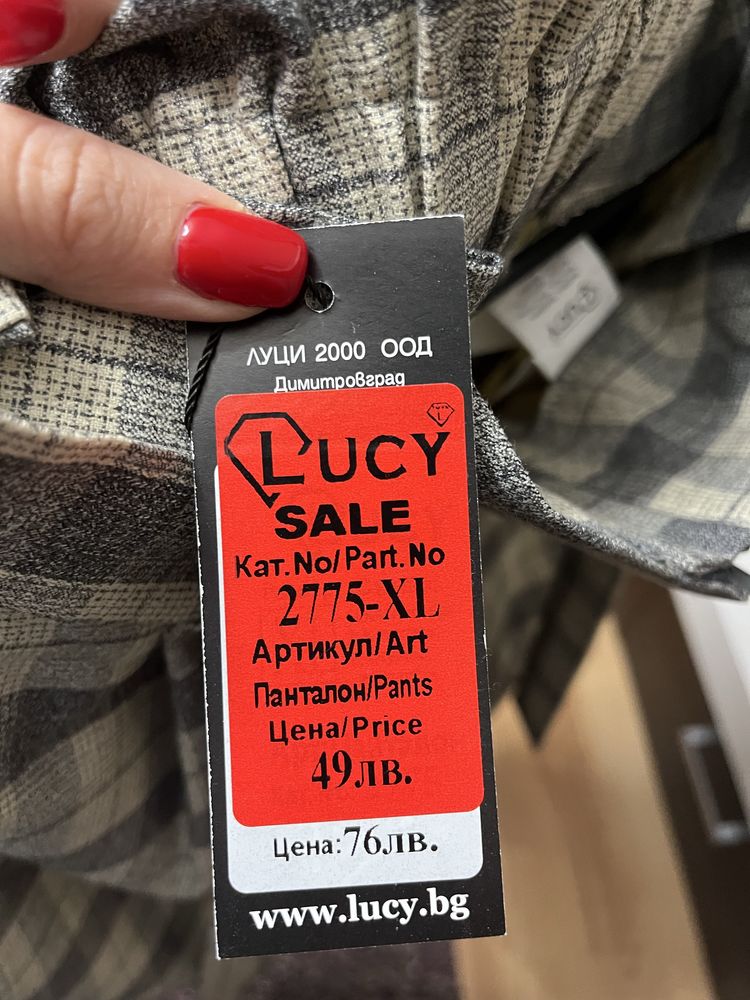 ЛУЦИ 2000 ООД
Димитровград
LUCY
SALE
Кат.No/Part.No
2775-XL
Артикул/Art
Панталон/Pants
Цена/Price
49лв.
Цена:76лв.
www.lucy.bg